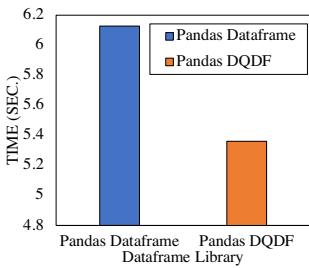 6.2
6
5.8
5.6
5.4
5.2
5
4.8
TIME (SEC.)
Pandas Dataframe
Pandas DQDF
Pandas Dataframe Pandas DQDF
Dataframe Library